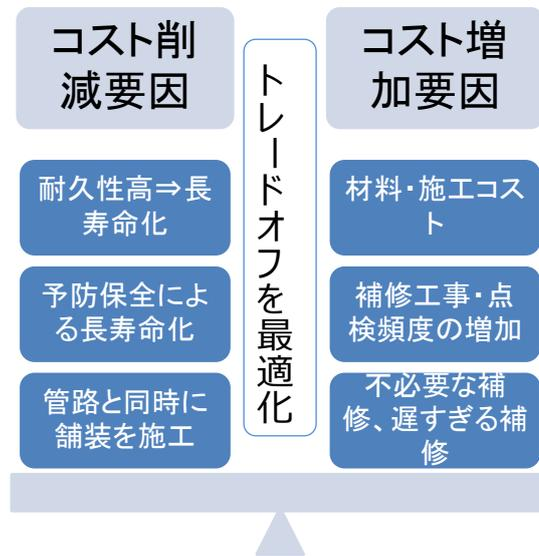 コスト削
減要因
耐久性高⇒長
寿命化
予防保全によ
る長寿命化
管路と同時に
舗装を施工
トレードオフを最適化
コスト増
加要因
材料・施工コス
ト
補修工事・点
検頻度の増加
不必要な補
修、遅すぎる補
修